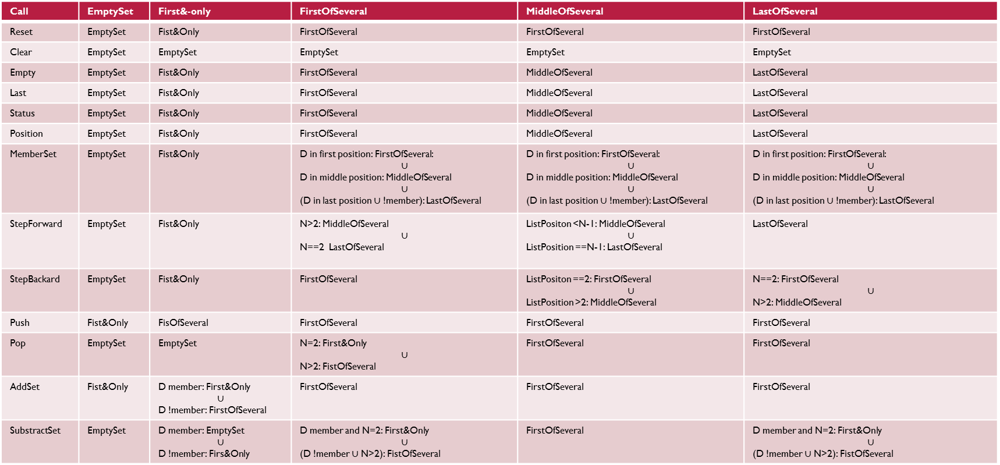 Call EmptySet First&-only FirstOfSeveral MiddleOfSeveral LastOfSeveral
Reset EmptySet Fist&Only FirstOfSeveral FirstOfSeveral FirstOfSeveral
Clear EmptySet EmptySet EmptySet EmptySet EmptySet
Empty EmptySet Fist&Only FirstOfSeveral MiddleOfSeveral LastOfSeveral
Last EmptySet Fist&Only FirstOfSeveral MiddleOfSeveral LastOfSeveral
Status EmptySet Fist&Only FirstOfSeveral MiddleOfSeveral LastOfSeveral
Position EmptySet Fist&Only FirstOfSeveral MiddleOfSeveral LastOfSeveral
MemberSet EmptySet Fist&Only D in first position: FirstOfSeveral: D in first position: FirstOfSeveral: D in first position: FirstOfSeveral:
∪ ∪ ∪
D in middle position: MiddleOfSeveral D in middle position: MiddleOfSeveral D in middle position: MiddleOfSeveral
∪ ∪ ∪
(D in last position ∪ !member): LastOfSeveral (D in last position ∪ !member): LastOfSeveral (D in last position ∪ !member): LastOfSeveral
StepForward EmptySet Fist&Only N>2: MiddleOfSeveral ListPositon <N-1: MiddleOfSeveral LastOfSeveral
∪ ∪
N==2 LastOfSeveral ListPosition ==N-1: LastOfSeveral
StepBackard EmptySet Fist&Only FirstOfSeveral ListPositon ==2: FirstOfSeveral N==2: FirstOfSeveral
∪ ∪
ListPosition >2: MiddleOfSeveral N>2: MiddleOfSeveral
Push Fist&Only FisOfSeveral FirstOfSeveral FirstOfSeveral FirstOfSeveral
Pop EmptySet EmptySet N=2: First&Only FirstOfSeveral FirstOfSeveral
∪
N>2: FistOfSeveral
AddSet Fist&Only D member: First&Only FirstOfSeveral FirstOfSeveral FirstOfSeveral
∪
D !member: FirstOfSeveral
SubstractSet EmptySet D member: EmptySet D member and N=2: First&Only FirstOfSeveral D member and N=2: First&Only
∪ ∪ ∪
D !member: Firs&Only (D !member ∪ N>2): FistOfSeveral (D !member ∪ N>2): FistOfSeveral